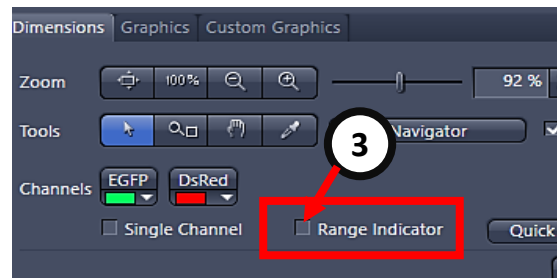 Dimensions Graphics Custom Graphics
Zoom 100% 92 %
Tools Navigator
3
Channels EGFP DsRed
Single Channel Range Indicator Quick